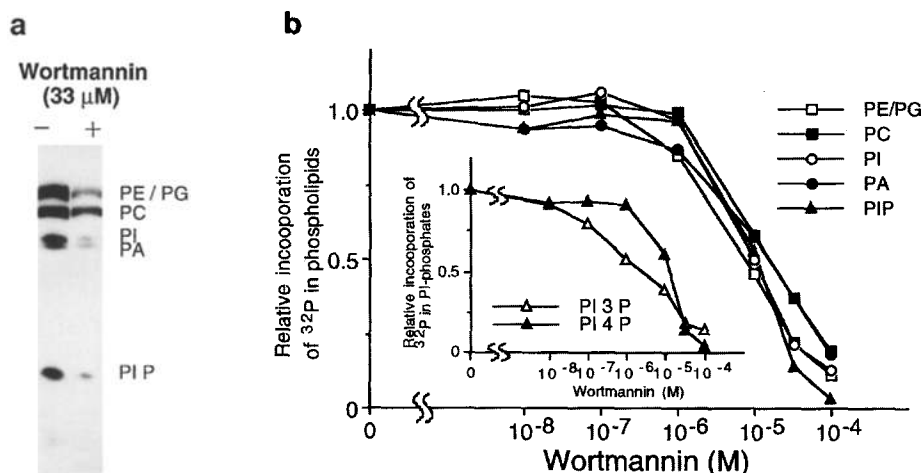 a
Wortmannin
(33 μM)
− +
PE / PG
PC
PI
PA
PI P
b
Relative incooporation
of ³²P in phospholipids
1.0
0.5
0
0
10⁻⁸
10⁻⁷
10⁻⁶
10⁻⁵
10⁻⁴
Wortmannin (M)
PE/PG
PC
PI
PA
PIP
Relative incooporation of
³²P in PI-phosphates
1.0
0.5
0
0
10⁻⁸
10⁻⁷
10⁻⁶
10⁻⁵
10⁻⁴
Wortmannin (M)
PI 3 P
PI 4 P